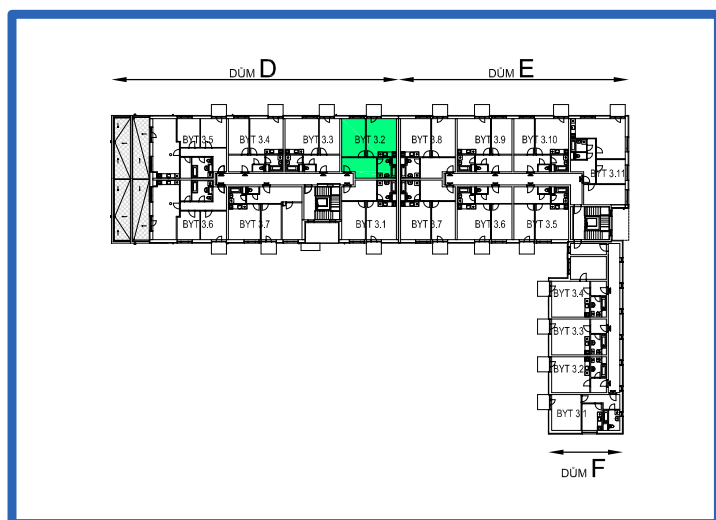 DŮM D DŮM E
BYT 3.5 BYT 3.4 BYT 3.3 BYT 3.2 BYT 3.8 BYT 3.9 BYT 3.10
BYT 3.11
BYT 3.6 BYT 3.7 BYT 3.1 BYT 3.7 BYT 3.6 BYT 3.5
BYT 3.4
BYT 3.3
BYT 3.2
BYT 3.1
DŮM F